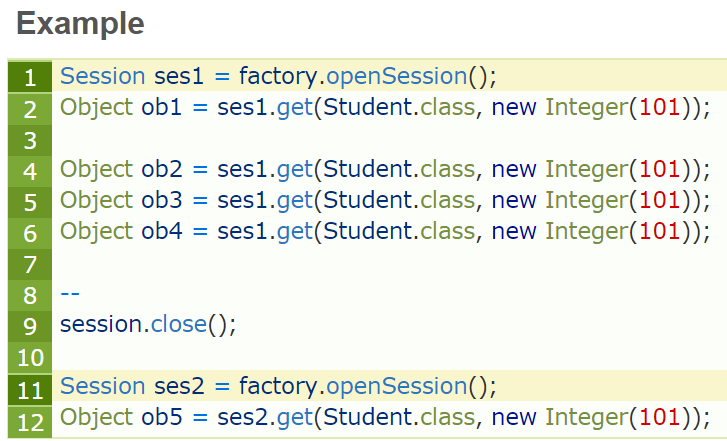 Example
1 Session ses1 = factory.openSession();
2 Object ob1 = ses1.get(Student.class, new Integer(101));
3
4 Object ob2 = ses1.get(Student.class, new Integer(101));
5 Object ob3 = ses1.get(Student.class, new Integer(101));
6 Object ob4 = ses1.get(Student.class, new Integer(101));
7
8 --
9 session.close();
10
11 Session ses2 = factory.openSession();
12 Object ob5 = ses2.get(Student.class, new Integer(101));